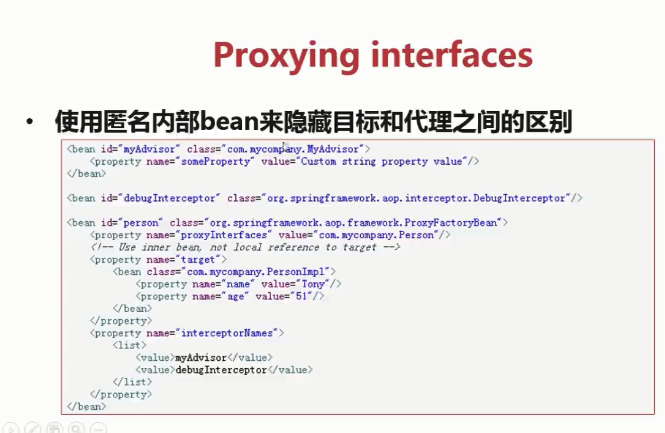 Proxying interfaces
• 使用匿名内部bean来隐藏目标和代理之间的区别
<bean id="myAdvisor" class="com.mycompany.MyAdvisor">
<property name="someProperty" value="Custom string property value"/>
</bean>
<bean id="debugInterceptor" class="org.springframework.aop.interceptor.DebugInterceptor"/>
<bean id="person" class="org.springframework.aop.framework.ProxyFactoryBean">
<property name="proxyInterfaces" value="com.mycompany.Person"/>
<!-- Use inner bean, not local reference to target -->
<property name="target">
<bean class="com.mycompany.PersonImpl">
<property name="name" value="Tony"/>
<property name="age" value="51"/>
</bean>
</property>
<property name="interceptorNames">
<list>
<value>myAdvisor</value>
<value>debugInterceptor</value>
</list>
</property>
</bean>